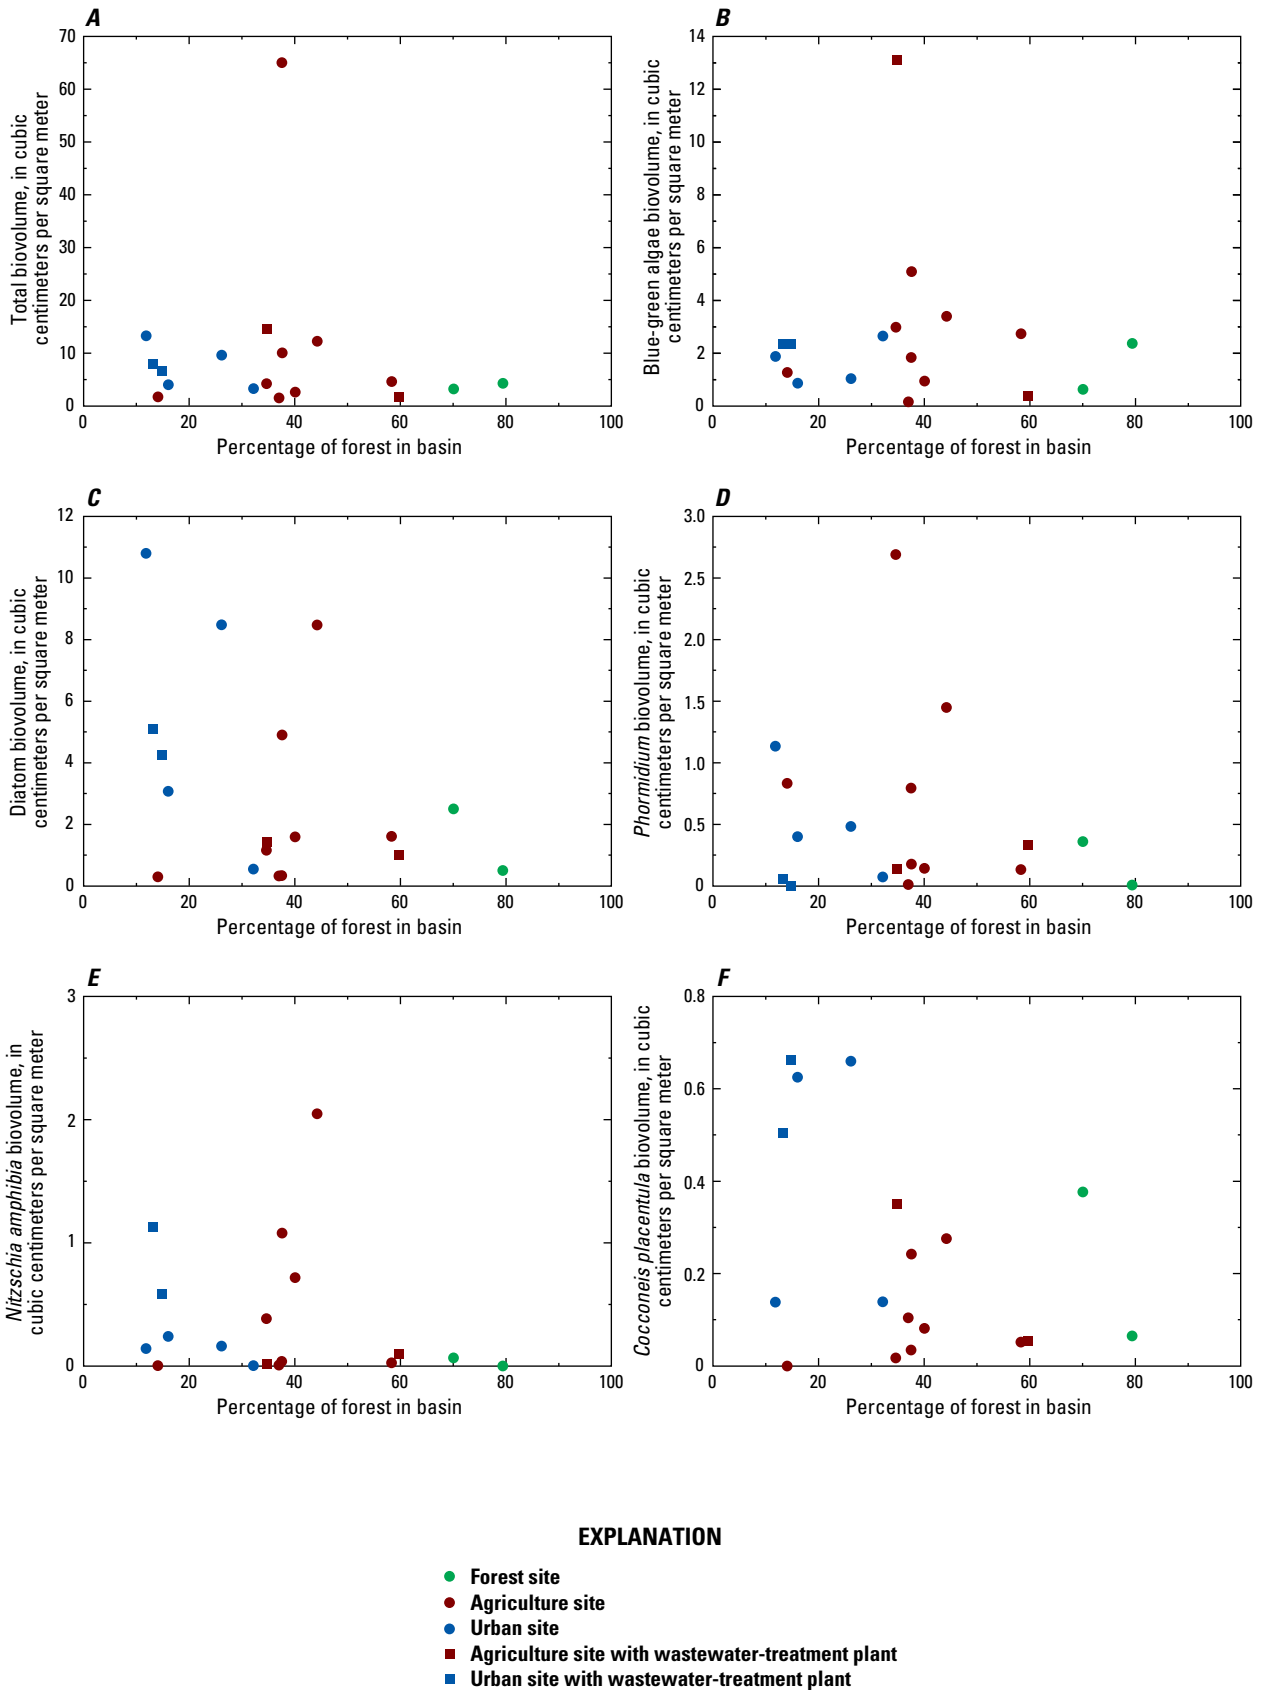 A
70
60
50
40
30
20
10
0
Total biovolume, in cubic
centimeters per square meter
0 20 40 60 80 100
Percentage of forest in basin
B
14
12
10
8
6
4
2
0
Blue-green algae biovolume, in cubic
centimeters per square meter
0 20 40 60 80 100
Percentage of forest in basin
C
12
10
8
6
4
2
0
Diatom biovolume, in cubic
centimeters per square meter
0 20 40 60 80 100
Percentage of forest in basin
D
3.0
2.5
2.0
1.5
1.0
0.5
0
Phormidium biovolume, in cubic
centimeters per square meter
0 20 40 60 80 100
Percentage of forest in basin
E
3
2
1
0
Nitzschia amphibia biovolume, in
cubic centimeters per square meter
0 20 40 60 80 100
Percentage of forest in basin
F
0.8
0.6
0.4
0.2
0
Cocconeis placentula biovolume, in cubic
centimeters per square meter
0 20 40 60 80 100
Percentage of forest in basin
EXPLANATION
Forest site
Agriculture site
Urban site
Agriculture site with wastewater-treatment plant
Urban site with wastewater-treatment plant